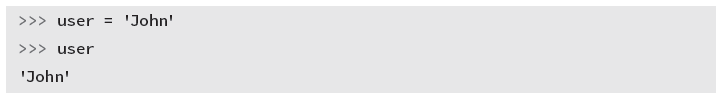 >>> user = 'John'
>>> user
'John'